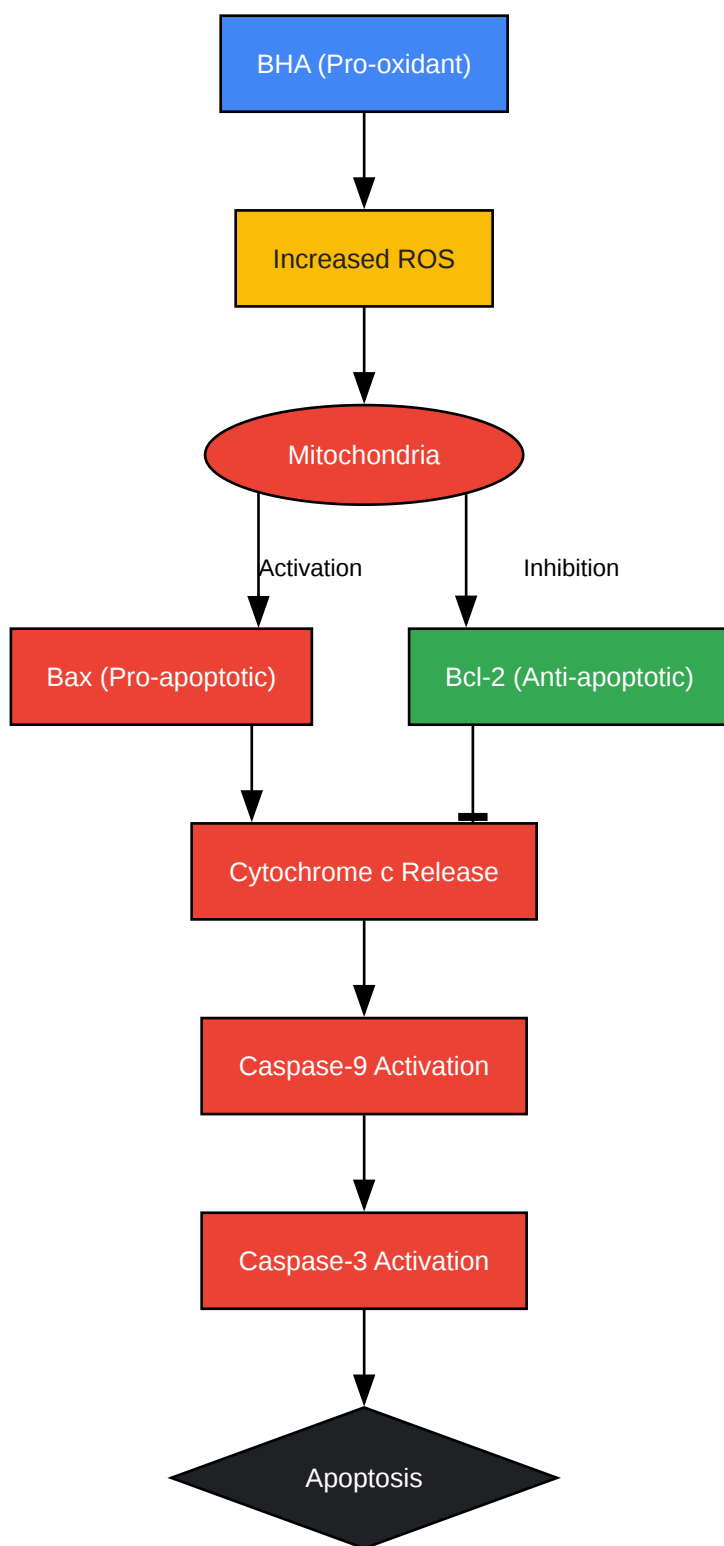 BHA (Pro-oxidant)
Increased ROS
Mitochondria
Activation
Inhibition
Bax (Pro-apoptotic)
Bcl-2 (Anti-apoptotic)
Cytochrome c Release
Caspase-9 Activation
Caspase-3 Activation
Apoptosis